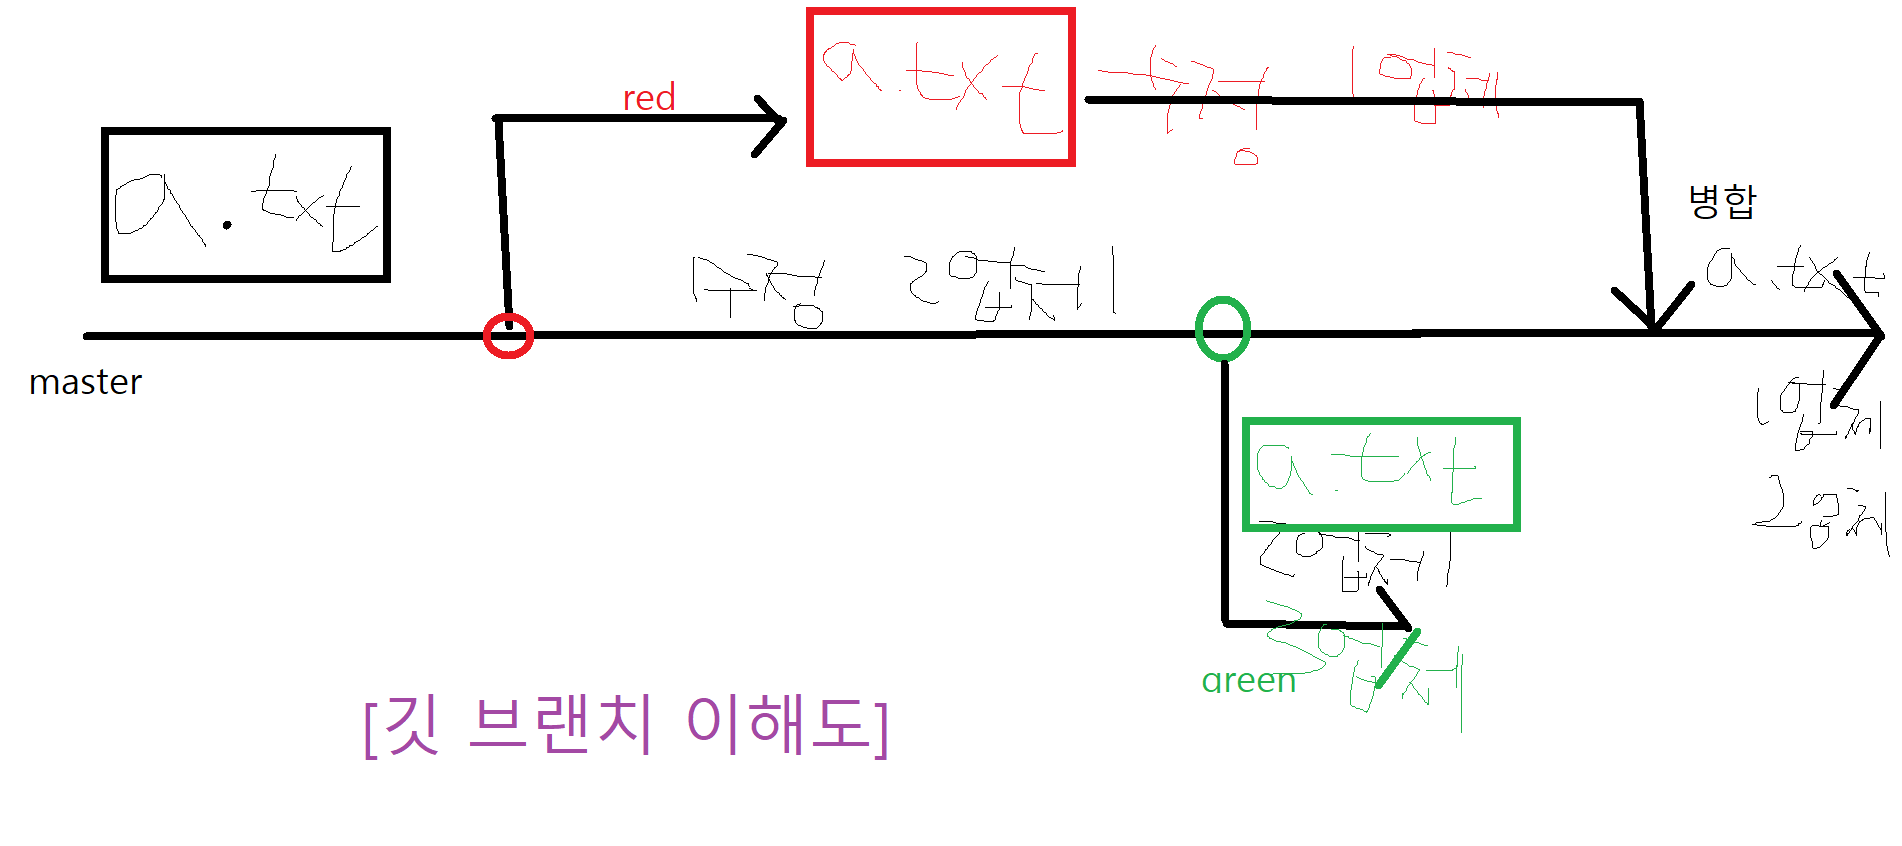 red
a.txt
수정 1업체
a.txt
병합
a.txt
수정 2업체
master
1업체
2업체
a.txt
2업체
3업체
green
[깃 브랜치 이해도]